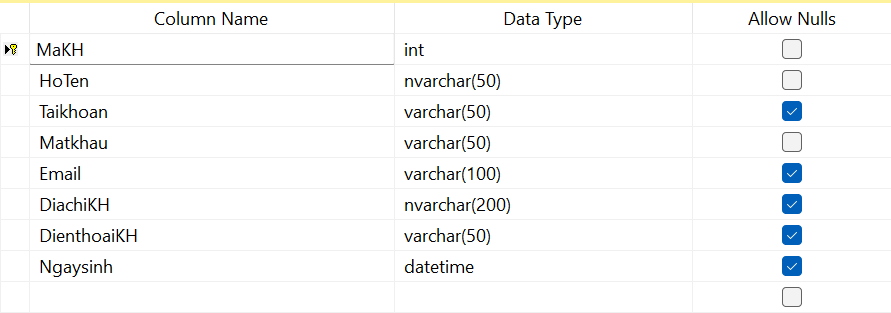 Column Name Data Type Allow Nulls
MaKH int
HoTen nvarchar(50)
Taikhoan varchar(50)
Matkhau varchar(50)
Email varchar(100)
DiachiKH nvarchar(200)
DienthoaiKH varchar(50)
Ngaysinh datetime